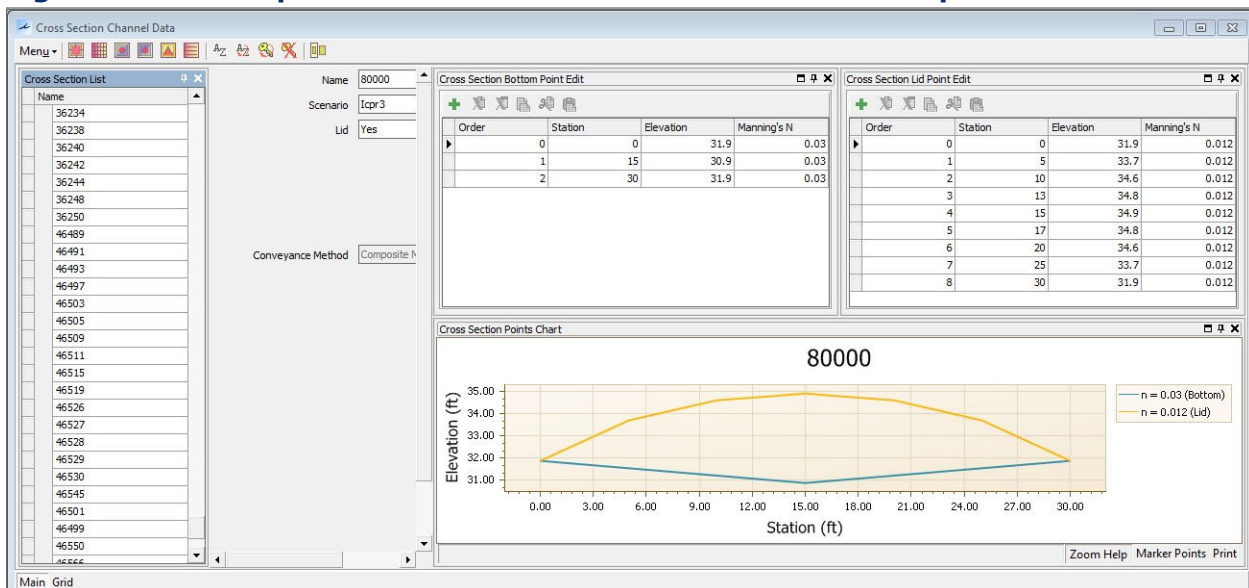 Cross Section Channel Data
Menu
Cross Section List
Name
36234
36238
36240
36242
36244
36248
36250
46489
46491
46493
46497
46503
46505
46509
46511
46515
46519
46526
46527
46528
46529
46530
46545
46501
46499
46550
46566
Name 80000
Scenario Icpr3
Lid Yes
Conveyance Method Composite
Cross Section Bottom Point Edit
Order Station Elevation Manning's N
0 0 31.9 0.03
1 15 30.9 0.03
2 30 31.9 0.03
Cross Section Lid Point Edit
Order Station Elevation Manning's N
0 0 31.9 0.012
1 5 33.7 0.012
2 10 34.6 0.012
3 13 34.8 0.012
4 15 34.9 0.012
5 17 34.8 0.012
6 20 34.6 0.012
7 25 33.7 0.012
8 30 31.9 0.012
Cross Section Points Chart
80000
Elevation (ft)
35.00
34.00
33.00
32.00
31.00
0.00 3.00 6.00 9.00 12.00 15.00 18.00 21.00 24.00 27.00 30.00
Station (ft)
n = 0.03 (Bottom)
n = 0.012 (Lid)
Zoom Help Marker Points Print
Main Grid